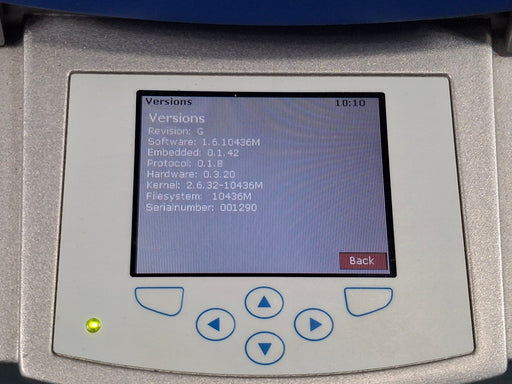 Versions 10:10
Versions
Revision: G
Software: 1.6.10436M
Embedded: 0.1.42
Protocol: 0.1.8
Hardware: 0.3.20
Kernel: 2.6.32-10436M
Filesystem: 10436M
Serialnumber: 001290
Back